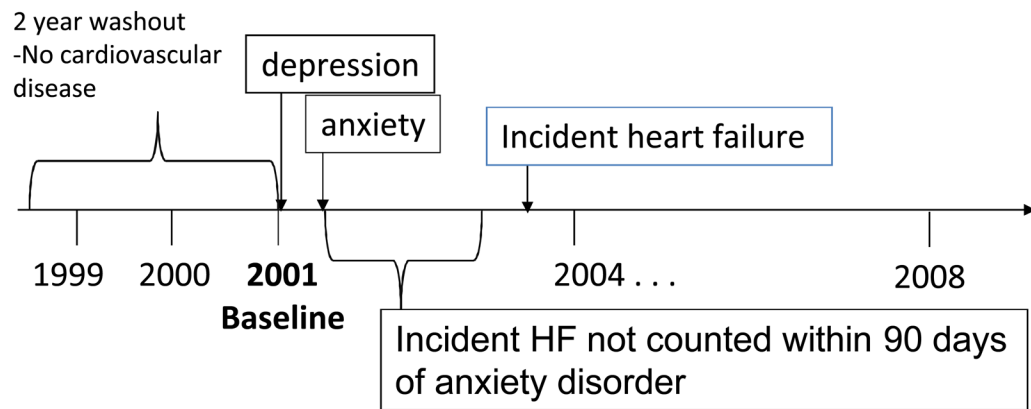 2 year washout
-No cardiovascular
disease
depression
anxiety
Incident heart failure
1999
2000
2001
Baseline
2004 . . .
2008
Incident HF not counted within 90 days
of anxiety disorder